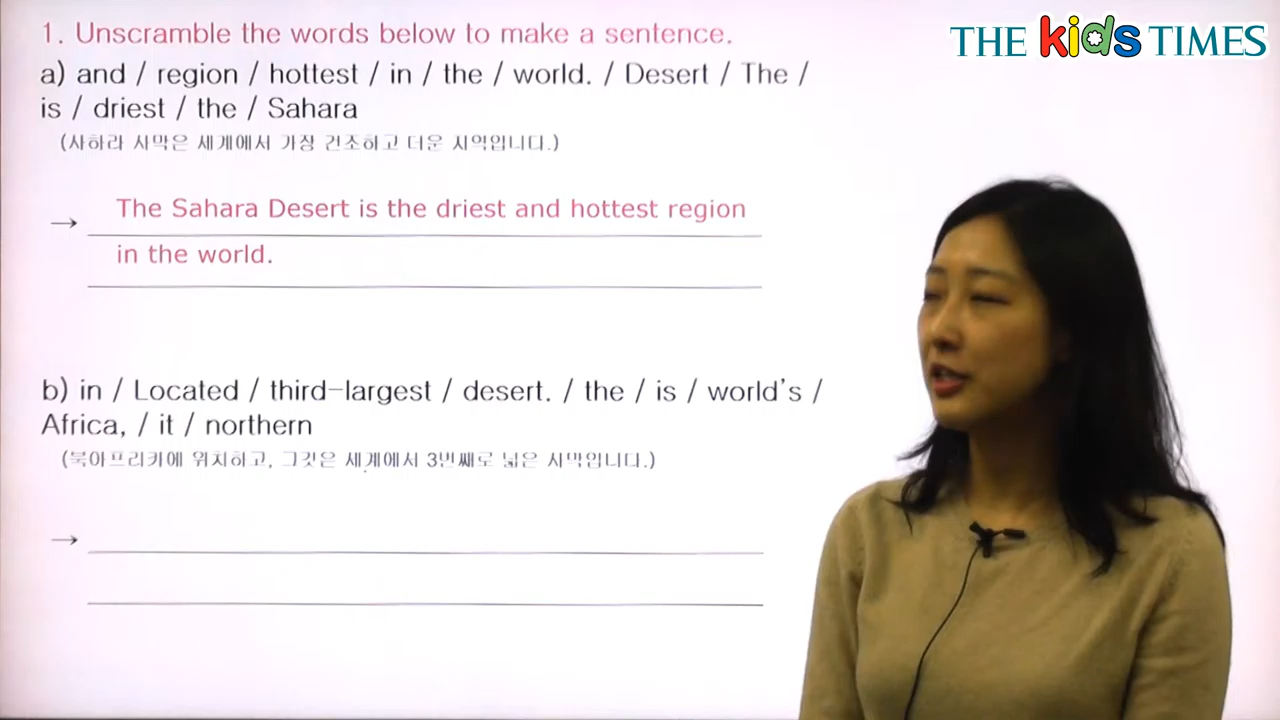 THE kids TIMES
1. Unscramble the words below to make a sentence.
a) and / region / hottest / in / the / world. / Desert / The /
is / driest / the / Sahara
(사하라 사막은 세계에서 가장 건조하고 더운 지역입니다.)
→ The Sahara Desert is the driest and hottest region
in the world.
b) in / Located / third-largest / desert. / the / is / world's /
Africa, / it / northern
(북아프리카에 위치하고, 그것은 세계에서 3번째로 넓은 사막입니다.)
→